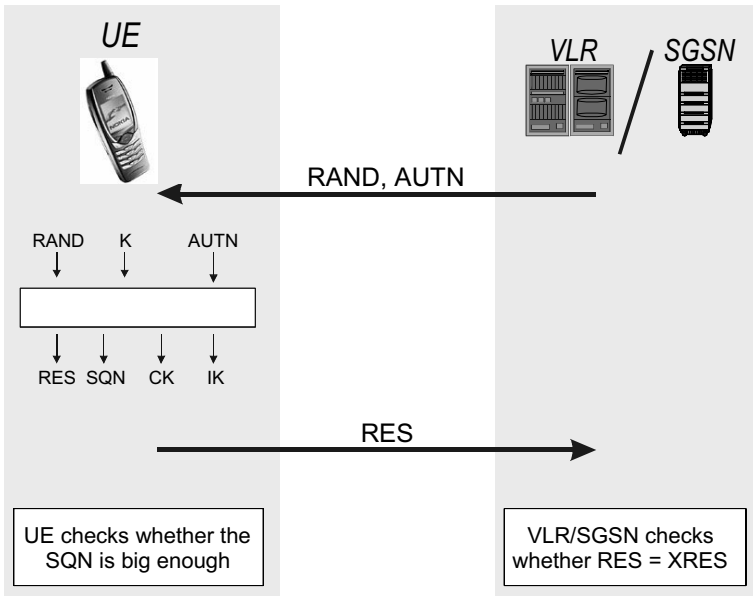 UE
VLR / SGSN
NOKIA
RAND, AUTN
RAND K AUTN
RES SQN CK IK
RES
UE checks whether the
SQN is big enough
VLR/SGSN checks
whether RES = XRES